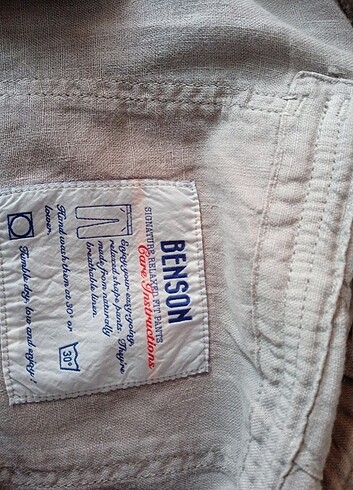 BENSON
SIGNATURE RELAXED FIT PANTS
Care Instructions
Enjoy your easy-going,
relaxed shape pants. They're
made from naturally
breathable linen.
Hand wash them at 30° or
lower.
30°
Tumble dry, low and enjoy!